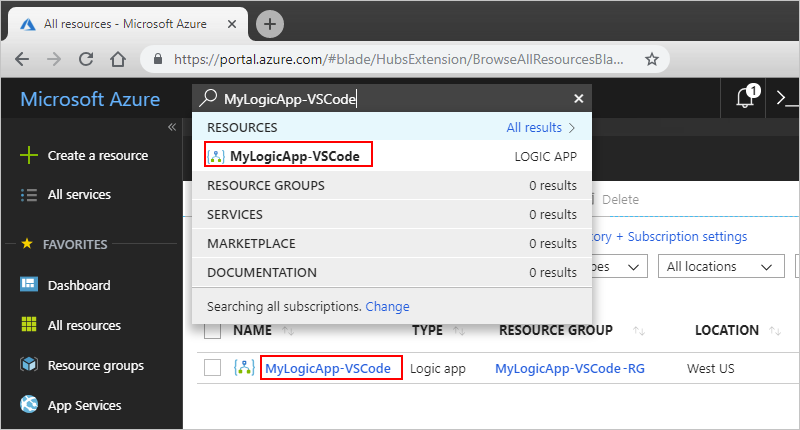 All resources - Microsoft Azure
https://portal.azure.com/#blade/HubsExtension/BrowseAllResourcesBla...
Microsoft Azure
MyLogicApp-VSCode
1
Create a resource
All services
FAVORITES
Dashboard
All resources
Resource groups
App Services
RESOURCES All results
MyLogicApp-VSCode LOGIC APP
RESOURCE GROUPS 0 results
SERVICES 0 results
MARKETPLACE 0 results
DOCUMENTATION 0 results
Searching all subscriptions. Change
Delete
+ Subscription settings
All locations
NAME TYPE RESOURCE GROUP LOCATION
MyLogicApp-VSCode Logic app MyLogicApp-VSCode-RG West US